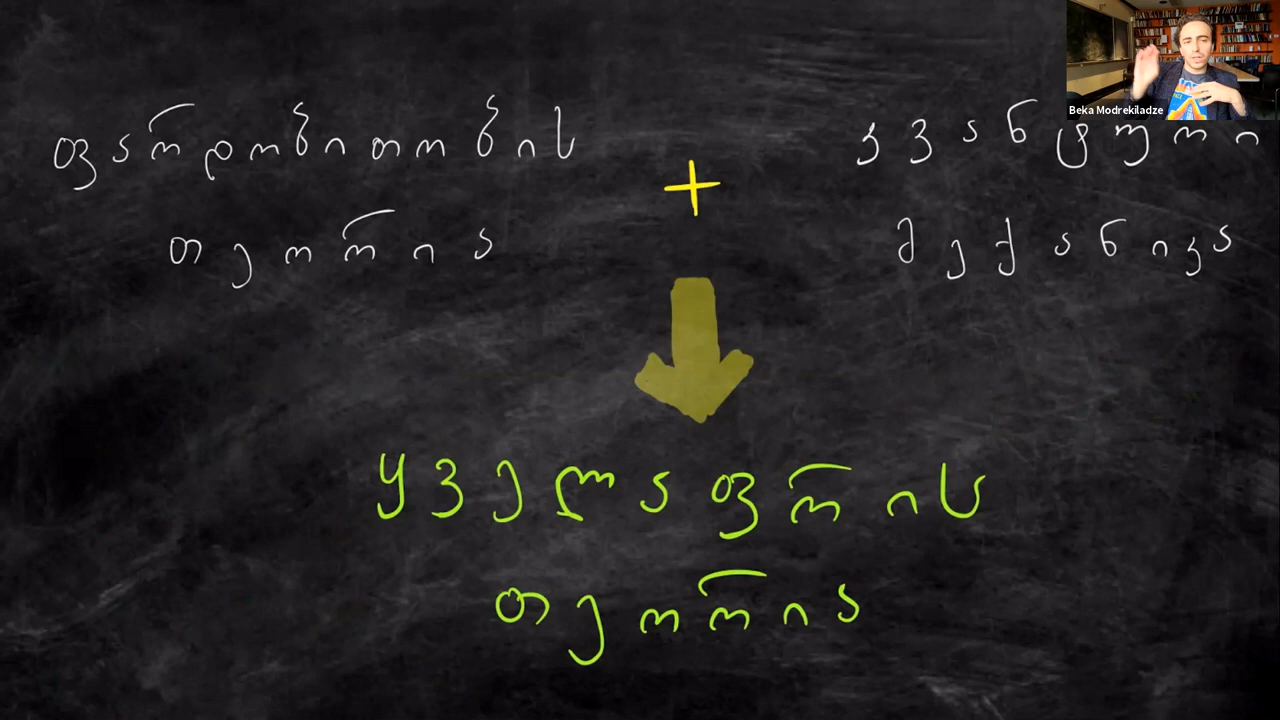 ფარდობითობის
თეორია
+
კვანტური
მექანიკა
ყველაფრის
თეორია
Beka Modrekiladze